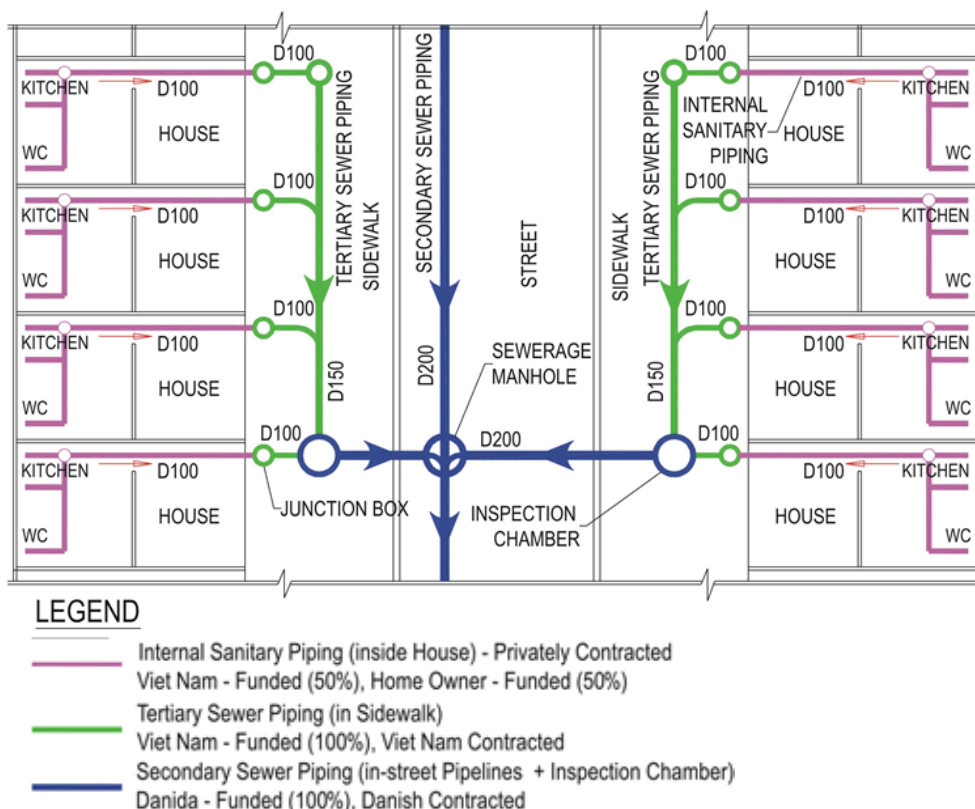 D100
D100
KITCHEN
D100
HOUSE
WC
TERTIARY SEWER PIPING
SIDEWALK
SECONDARY SEWER PIPING
STREET
SIDEWALK
TERTIARY SEWER PIPING
INTERNAL
SANITARY
PIPING
HOUSE
D100
KITCHEN
WC
D100
D100
KITCHEN
D100
HOUSE
WC
HOUSE
D100
KITCHEN
WC
D100
D100
KITCHEN
D100
HOUSE
WC
D150
D200
SEWERAGE
MANHOLE
D150
HOUSE
D100
KITCHEN
WC
D100
D200
D100
KITCHEN
D100
HOUSE
WC
JUNCTION BOX
INSPECTION
CHAMBER
HOUSE
D100
KITCHEN
WC
LEGEND
Internal Sanitary Piping (inside House) - Privately Contracted
Viet Nam - Funded (50%), Home Owner - Funded (50%)
Tertiary Sewer Piping (in Sidewalk)
Viet Nam - Funded (100%), Viet Nam Contracted
Secondary Sewer Piping (in-street Pipelines + Inspection Chamber)
Danida - Funded (100%), Danish Contracted